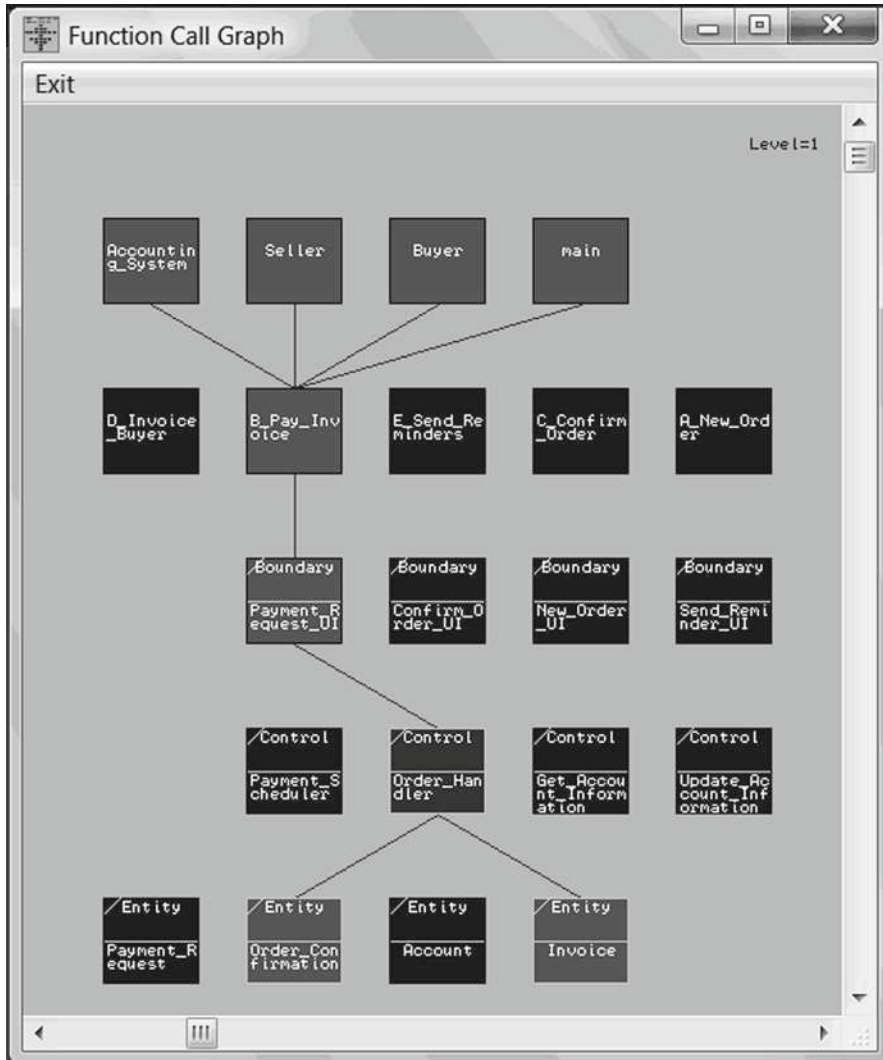 Function Call Graph
Exit
Level=1
Accountin
g_System
Seller
Buyer
main
D_Invoice
_Buyer
B_Pay_Inv
oice
E_Send_Re
minders
C_Confirm
_Order
A_New_Ord
er
Boundary
Payment_R
equest_UI
Boundary
Confirm_O
rder_UI
Boundary
New_Order
_UI
Boundary
Send_Remi
nder_UI
Control
Payment_S
cheduler
Control
Order_Han
dler
Control
Get_Accou
nt_Inform
ation
Control
Update_Ac
count_Inf
ormation
Entity
Payment_R
equest
Entity
Order_Con
firmation
Entity
Account
Entity
Invoice